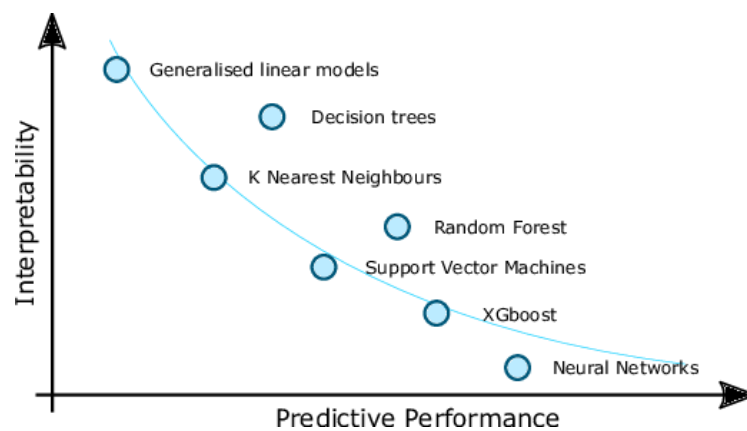 Generalised linear models
Decision trees
K Nearest Neighbours
Random Forest
Support Vector Machines
XGboost
Neural Networks
Interpretability
Predictive Performance